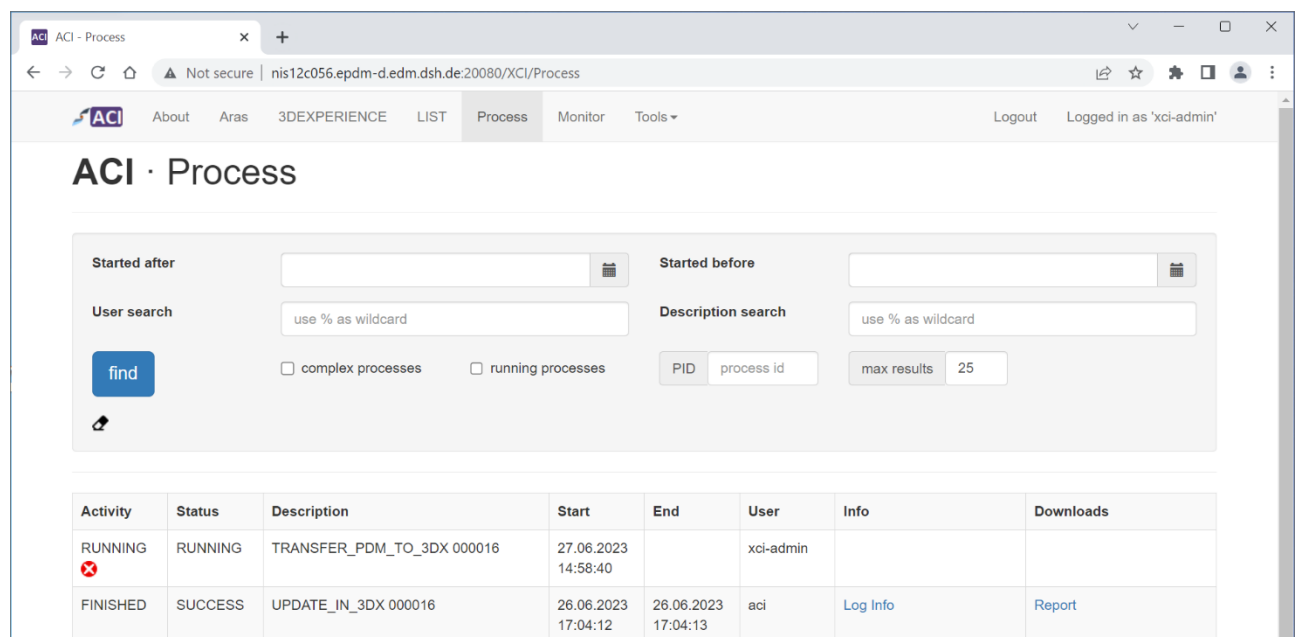 ACI ACI - Process
Not secure | nis12c056.epdm-d.edm.dsh.de:20080/XCI/Process
ACI About Aras 3DEXPERIENCE LIST Process Monitor Tools Logout Logged in as 'xci-admin'
ACI · Process
Started after Started before
User search use % as wildcard Description search use % as wildcard
find complex processes running processes PID process id max results 25
Activity Status Description Start End User Info Downloads
RUNNING RUNNING TRANSFER_PDM_TO_3DX 000016 27.06.2023 xci-admin
14:58:40
FINISHED SUCCESS UPDATE_IN_3DX 000016 26.06.2023 26.06.2023 aci Log Info Report
17:04:12 17:04:13